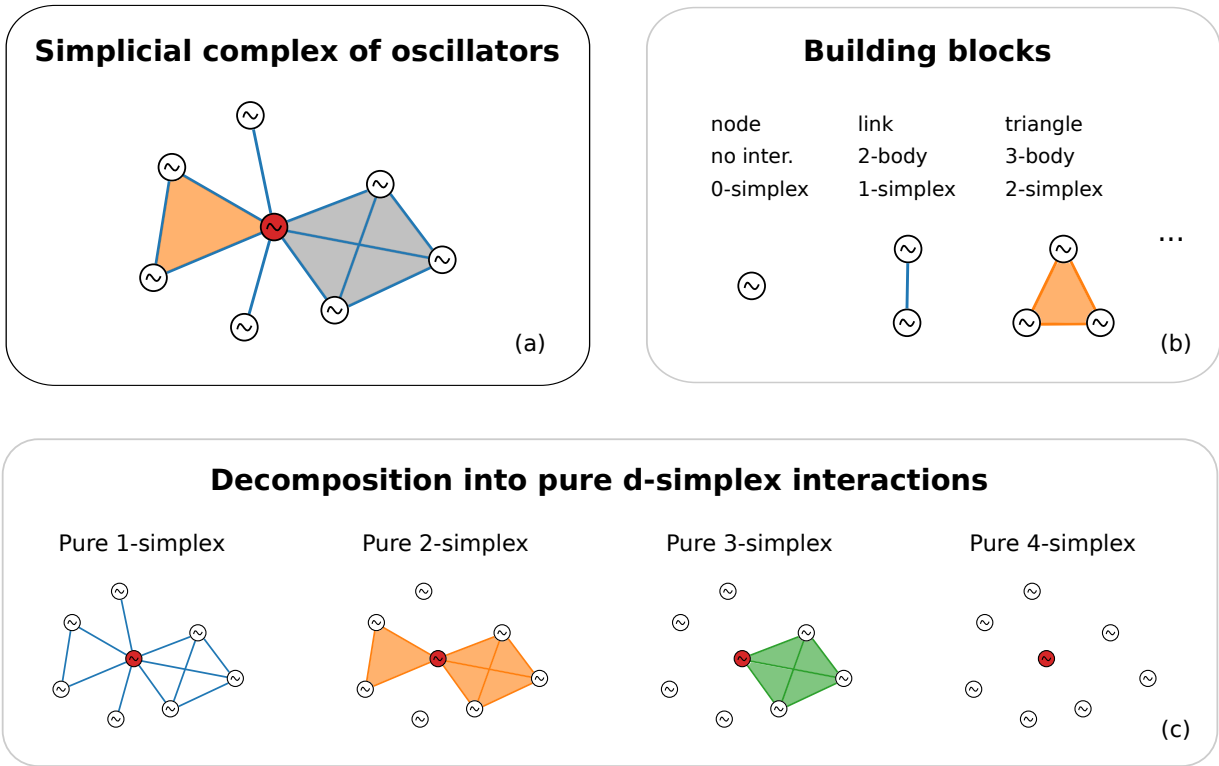 Simplicial complex of oscillators
(a)
Building blocks
node link triangle
no inter. 2-body 3-body
0-simplex 1-simplex 2-simplex
...
(b)
Decomposition into pure d-simplex interactions
Pure 1-simplex Pure 2-simplex Pure 3-simplex Pure 4-simplex
(c)